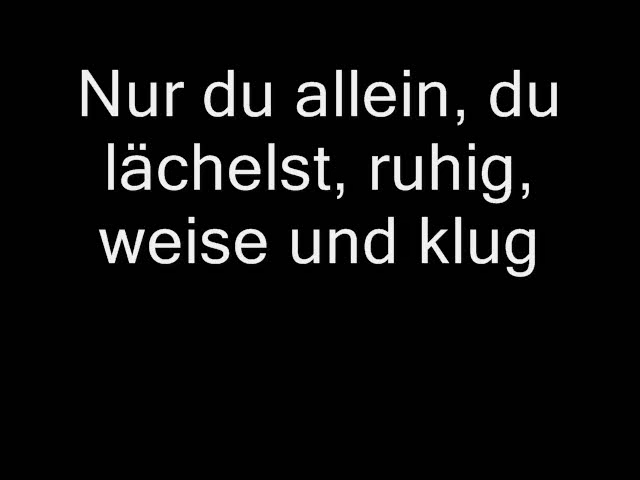 Nur du allein, du
lächelst, ruhig,
weise und klug